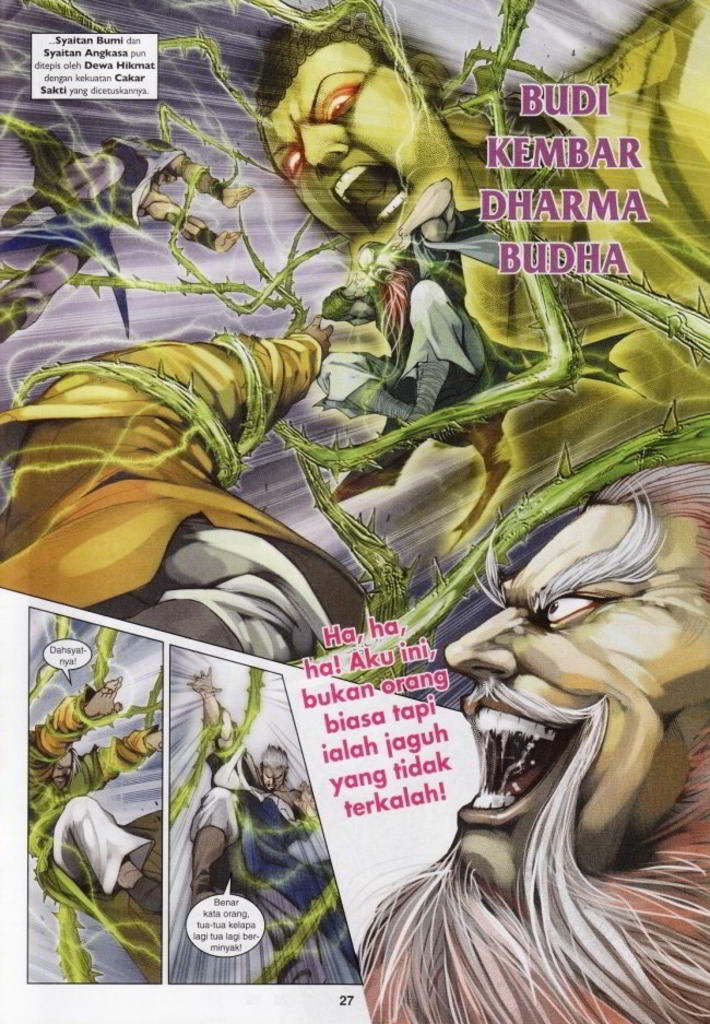 ...Syaitan Bumi dan
Syaitan Angkasa pun
ditepis oleh Dewa Hikmat
dengan kekuatan Cakar
Sakti yang dicetuskannya.
BUDI
KEMBAR
DHARMA
BUDHA
Dahsyat-
nya!
Benar
kata orang,
tua-tua kelapa
lagi tua lagi ber-
minyak!
Ha, ha,
ha! Aku ini,
bukan orang
biasa tapi
ialah jaguh
yang tidak
terkalah!
27